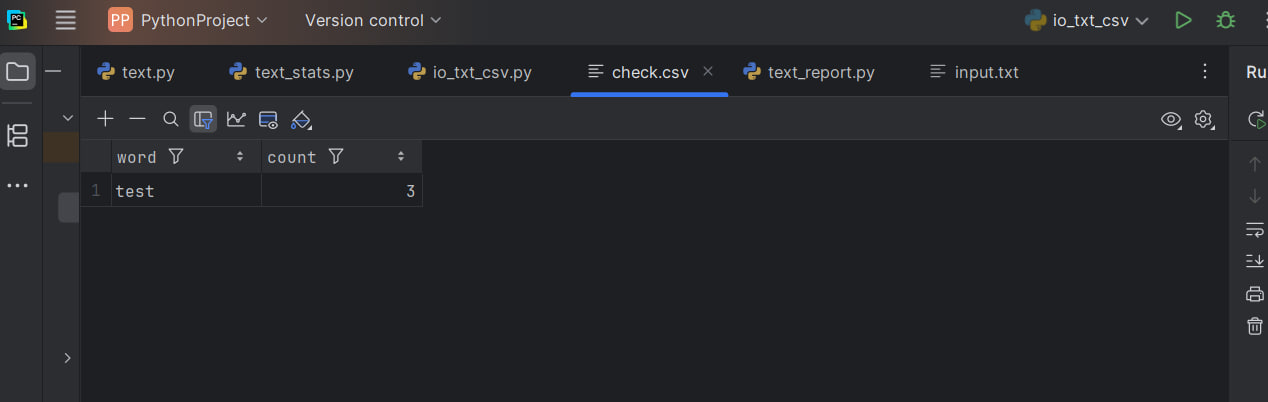 PC PP PythonProject Version control io_txt_csv
text.py text_stats.py io_txt_csv.py check.csv text_report.py input.txt Ru
word count
1 test 3